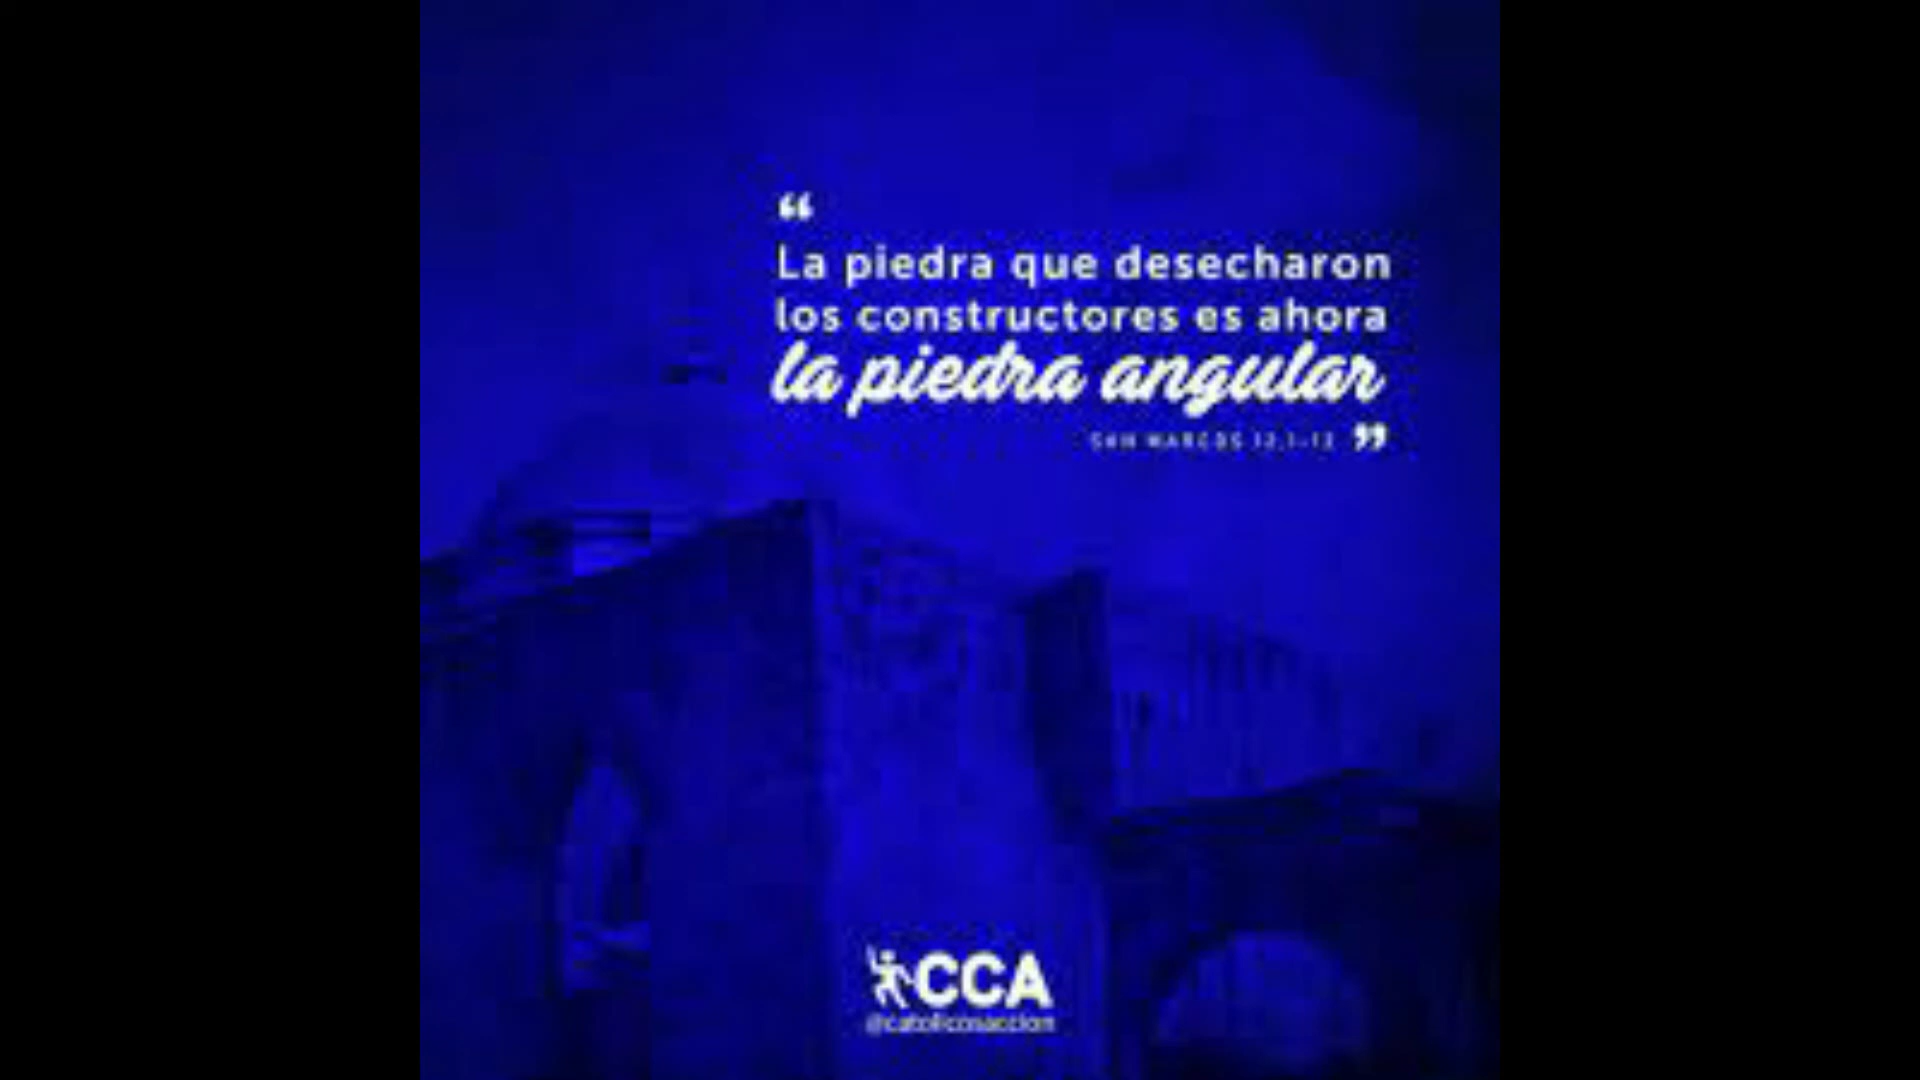 “
La piedra que desecharon
los constructores es ahora
la piedra angular
SAN MARCOS 12,1-12 ”
CCA
@catolicosaccion